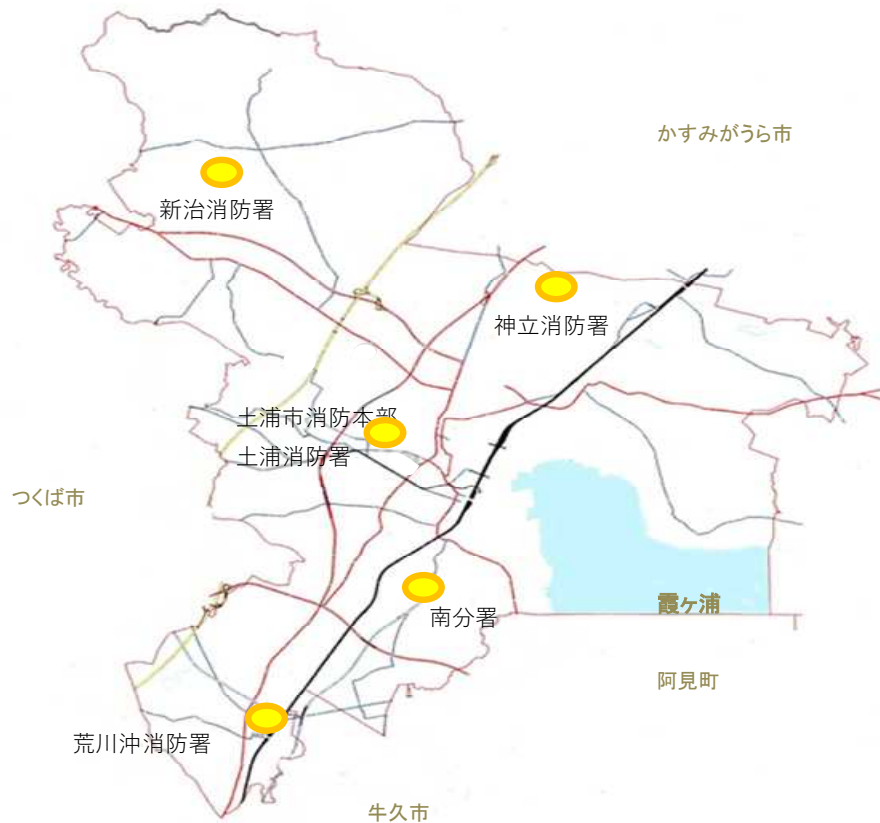 かすみがうら市
新治消防署
神立消防署
土浦市消防本部
土浦消防署
つくば市
霞ヶ浦
南分署
阿見町
荒川沖消防署
牛久市